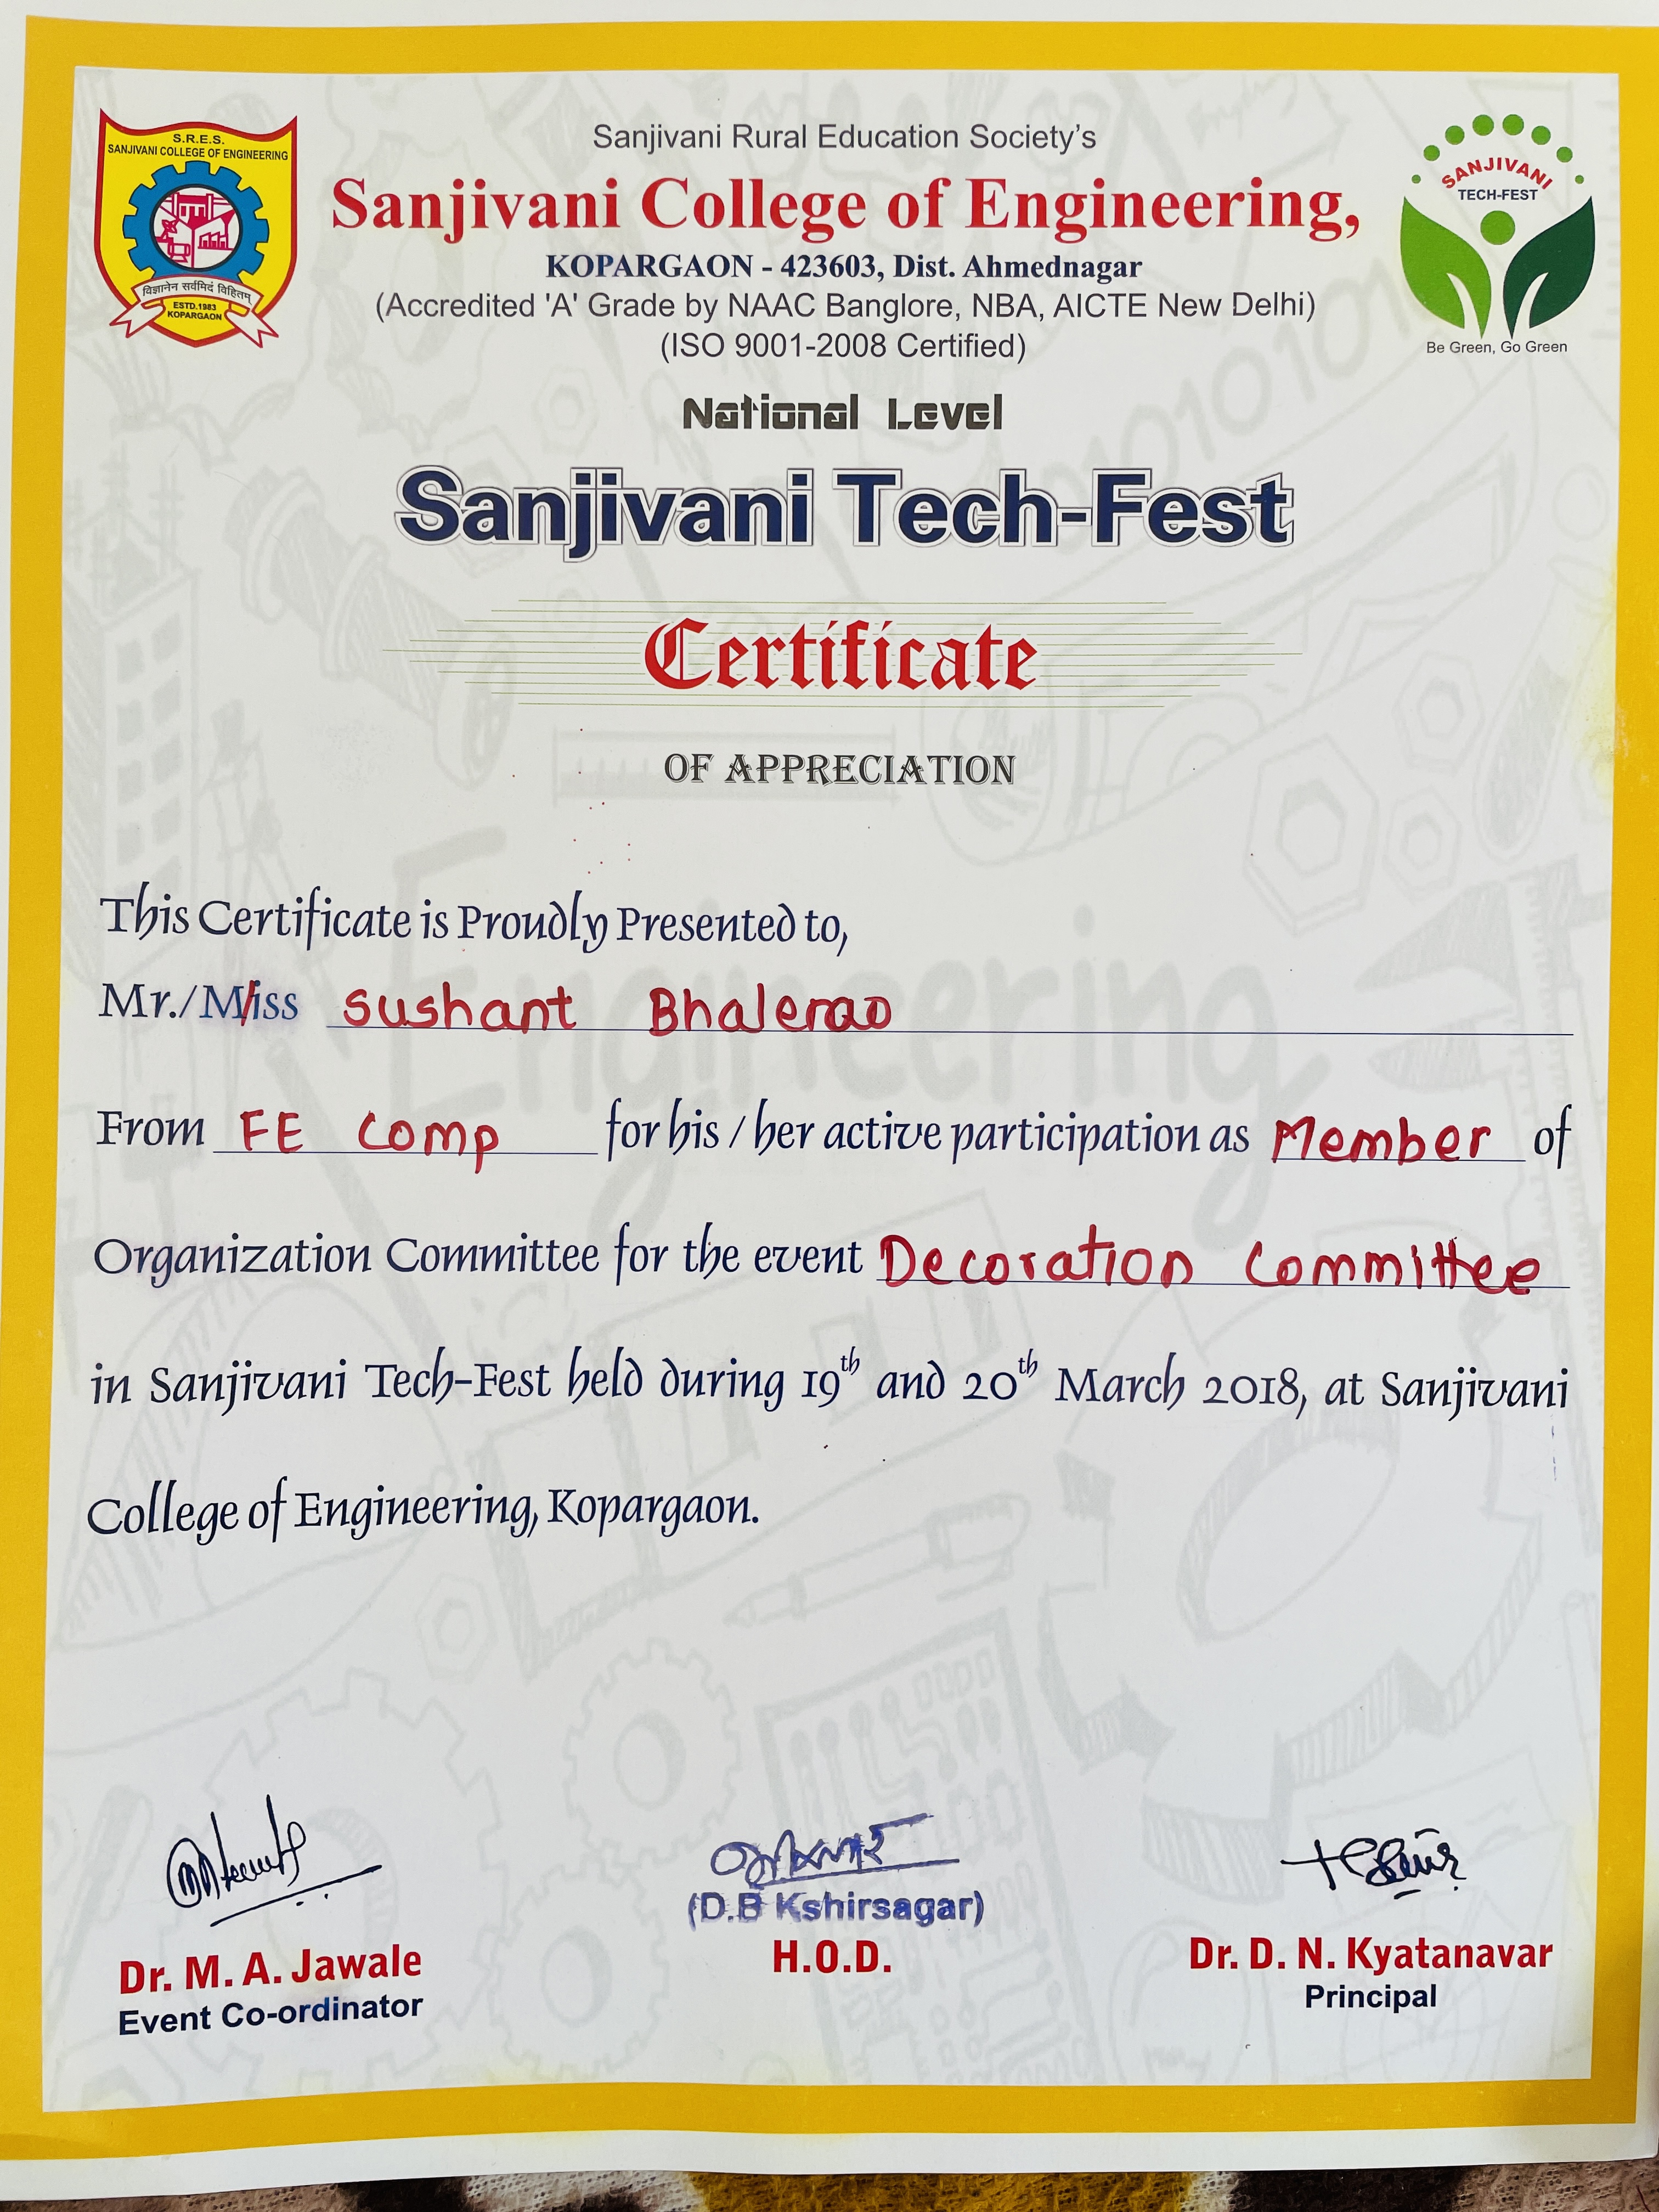 S.R.E.S.
SANJIVANI COLLEGE OF ENGINEERING
विज्ञानेन सर्वमिदं विहितम्
ESTD.1983
KOPARGAON
Sanjivani Rural Education Society's
Sanjivani College of Engineering,
KOPARGAON - 423603, Dist. Ahmednagar
(Accredited 'A' Grade by NAAC Banglore, NBA, AICTE New Delhi)
(ISO 9001-2008 Certified)
SANJIVANI
TECH-FEST
Be Green, Go Green
National Level
Sanjivani Tech-Fest
Certificate
OF APPRECIATION
This Certificate is Proudly Presented to,
Mr./Miss Sushant Bhalerao
From FE Comp for his / her active participation as Member of
Organization Committee for the event Decoration Committee
in Sanjivani Tech-Fest held during 19th and 20th March 2018, at Sanjivani
College of Engineering, Kopargaon.
Engineering
(D.B Kshirsagar)
Dr. M. A. Jawale
Event Co-ordinator
H.O.D.
Dr. D. N. Kyatanavar
Principal